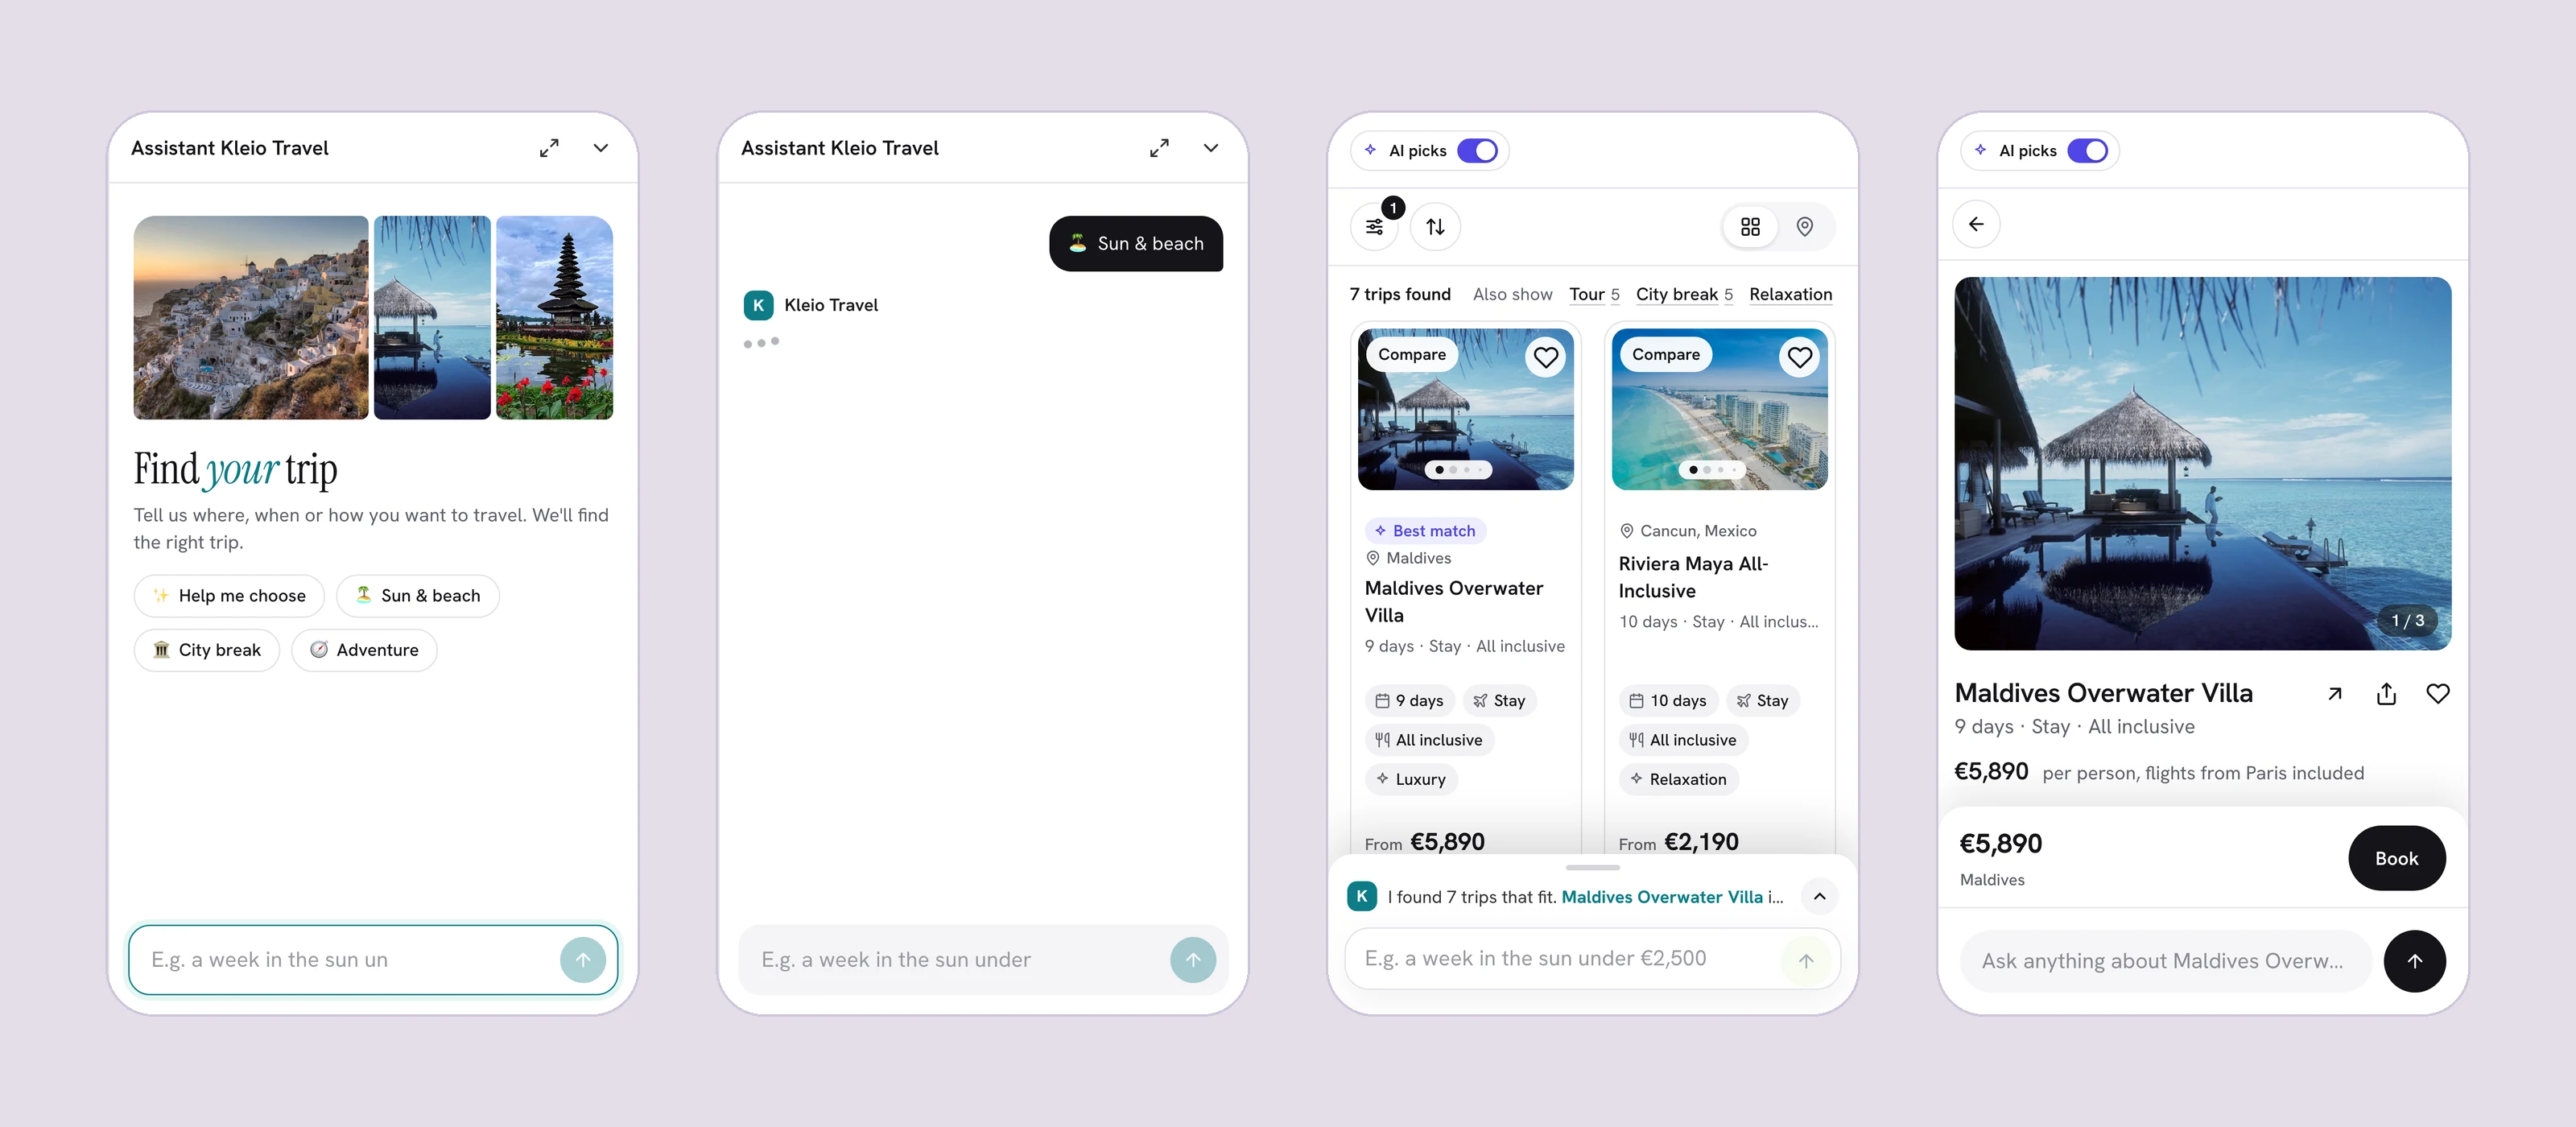 Assistant Kleio Travel
Find your trip
Tell us where, when or how you want to travel. We'll find
the right trip.
✨ Help me choose
🏝️ Sun & beach
🏛️ City break
🧭 Adventure
E.g. a week in the sun un
Assistant Kleio Travel
🏝️ Sun & beach
K Kleio Travel
E.g. a week in the sun under
AI picks
1
7 trips found Also show Tour 5 City break 5 Relaxation
Compare
Best match
Maldives
Maldives Overwater
Villa
9 days · Stay · All inclusive
9 days
Stay
All inclusive
Luxury
From €5,890
Compare
Cancun, Mexico
Riviera Maya All-
Inclusive
10 days · Stay · All inclus...
10 days
Stay
All inclusive
Relaxation
From €2,190
K I found 7 trips that fit. Maldives Overwater Villa i...
E.g. a week in the sun under €2,500
AI picks
1 / 3
Maldives Overwater Villa
9 days · Stay · All inclusive
€5,890 per person, flights from Paris included
€5,890
Maldives
Book
Ask anything about Maldives Overw...